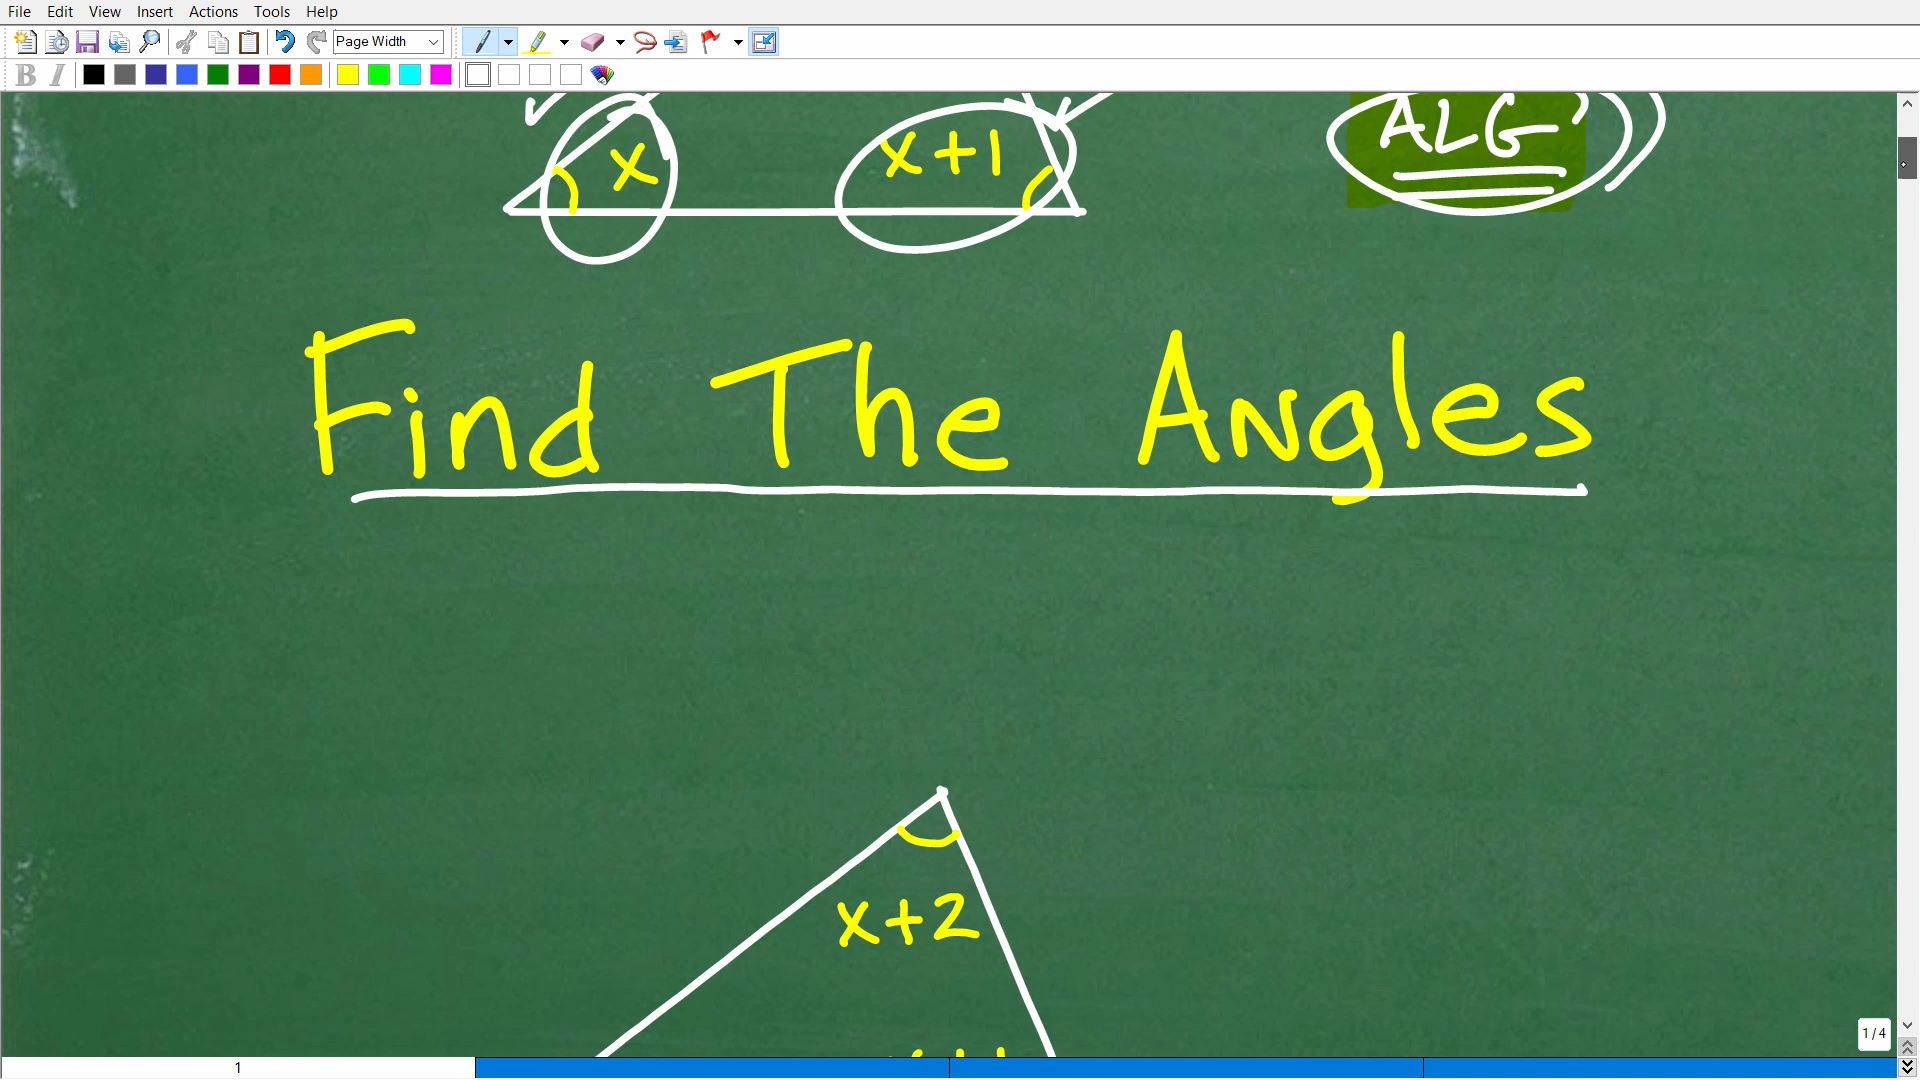 File Edit View Insert Actions Tools Help
Page Width
B I
x
x+1
ALG
Find The Angles
x+2
1 / 4
1